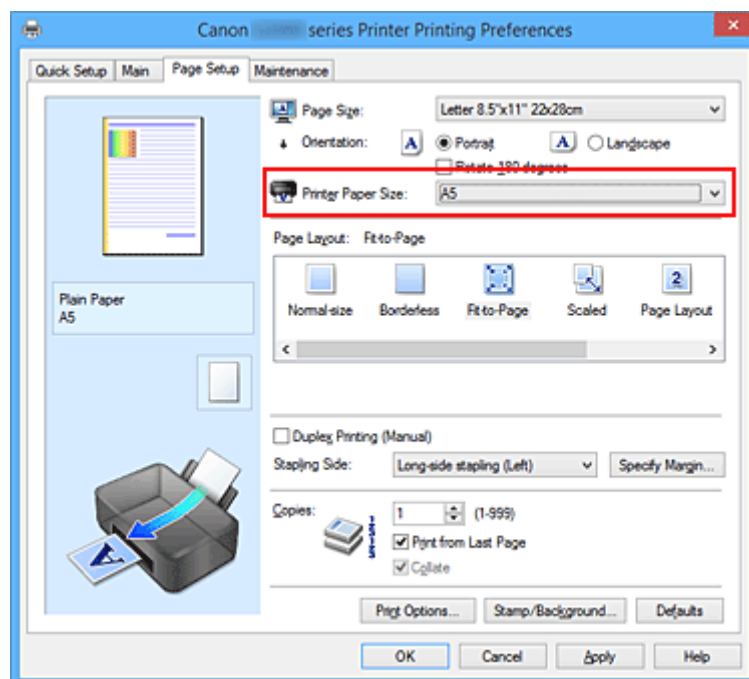 Canon series Printer Printing Preferences
Quick Setup Main Page Setup Maintenance
Page Size: Letter 8.5"x11" 22x28cm
Orientation: A Portrait A Landscape
Rotate 180 degrees
Printer Paper Size: A5
Page Layout: Fit-to-Page
Normal-size Borderless Fit-to-Page Scaled Page Layout
Plain Paper
A5
Duplex Printing (Manual)
Stapling Side: Long-side stapling (Left) Specify Margin...
Copies: 1 (1-999)
Print from Last Page
Collate
Print Options... Stamp/Background... Defaults
OK Cancel Apply Help